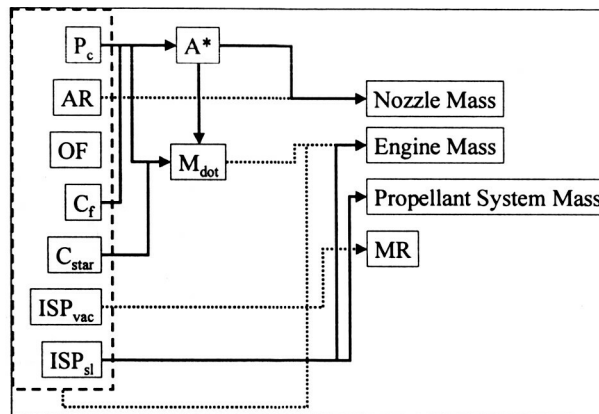 P_c
A*
AR
Nozzle Mass
OF
M_dot
Engine Mass
C_f
Propellant System Mass
C_star
MR
ISP_vac
ISP_sl